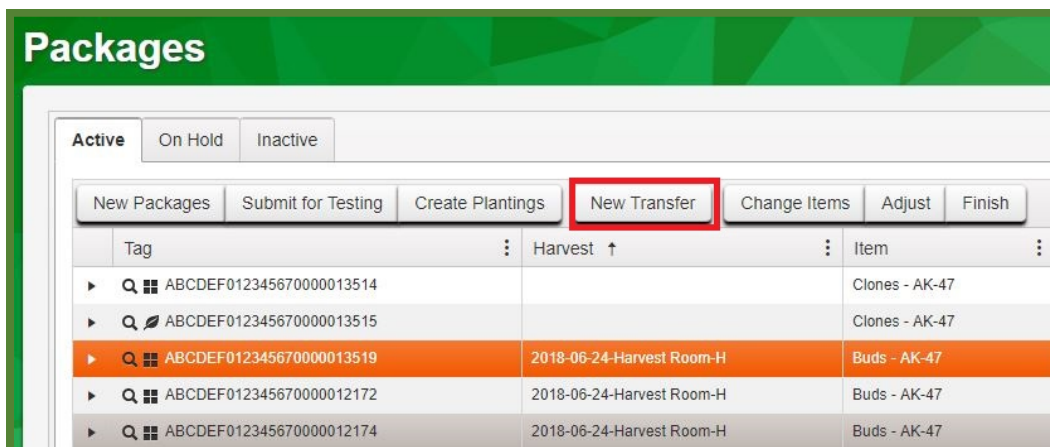 Packages
Active On Hold Inactive
New Packages Submit for Testing Create Plantings New Transfer Change Items Adjust Finish
Tag Harvest ↑ Item
ABCDEF012345670000013514 Clones - AK-47
ABCDEF012345670000013515 Clones - AK-47
ABCDEF012345670000013519 2018-06-24-Harvest Room-H Buds - AK-47
ABCDEF012345670000012172 2018-06-24-Harvest Room-H Buds - AK-47
ABCDEF012345670000012174 2018-06-24-Harvest Room-H Buds - AK-47